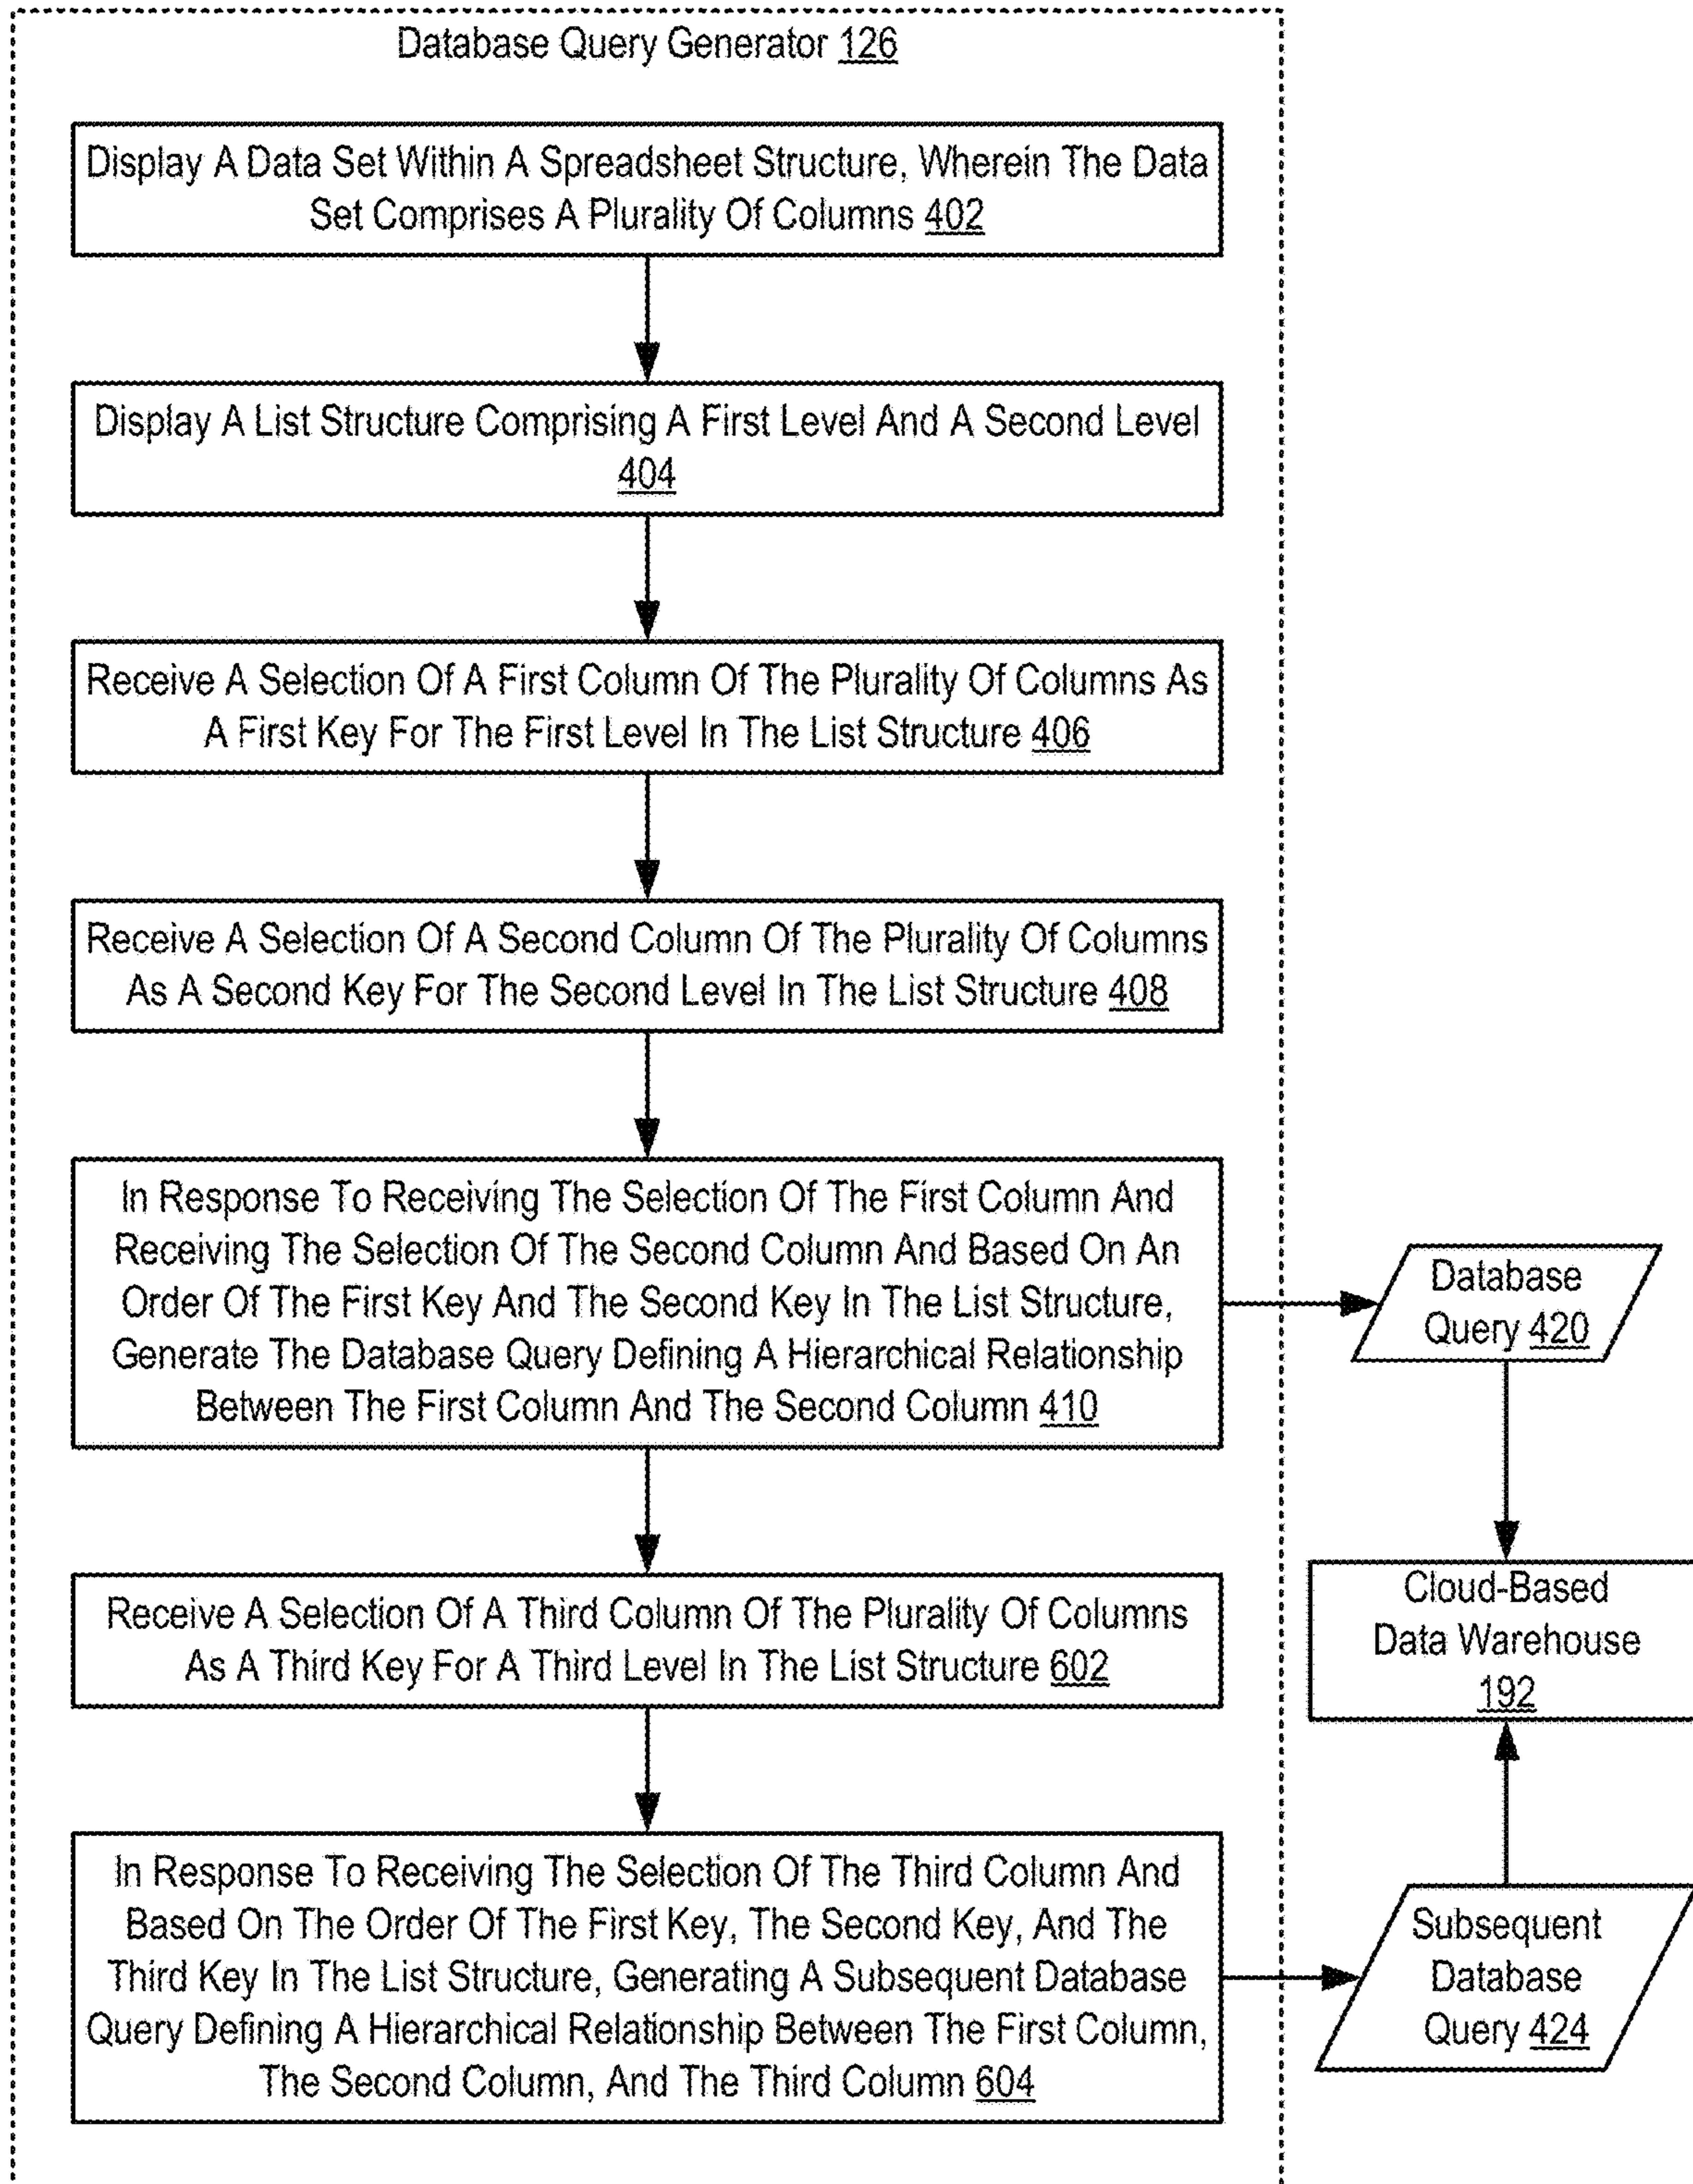 Database Query Generator 126
Display A Data Set Within A Spreadsheet Structure, Wherein The Data
Set Comprises A Plurality Of Columns 402
Display A List Structure Comprising A First Level And A Second Level
404
Receive A Selection Of A First Column Of The Plurality Of Columns As
A First Key For The First Level In The List Structure 406
Receive A Selection Of A Second Column Of The Plurality Of Columns
As A Second Key For The Second Level In The List Structure 408
In Response To Receiving The Selection Of The First Column And
Receiving The Selection Of The Second Column And Based On An
Order Of The First Key And The Second Key In The List Structure,
Generate The Database Query Defining A Hierarchical Relationship
Between The First Column And The Second Column 410
Database
Query 420
Receive A Selection Of A Third Column Of The Plurality Of Columns
As A Third Key For A Third Level In The List Structure 602
Cloud-Based
Data Warehouse
192
In Response To Receiving The Selection Of The Third Column And
Based On The Order Of The First Key, The Second Key, And The
Third Key In The List Structure, Generating A Subsequent Database
Query Defining A Hierarchical Relationship Between The First Column,
The Second Column, And The Third Column 604
Subsequent
Database
Query 424